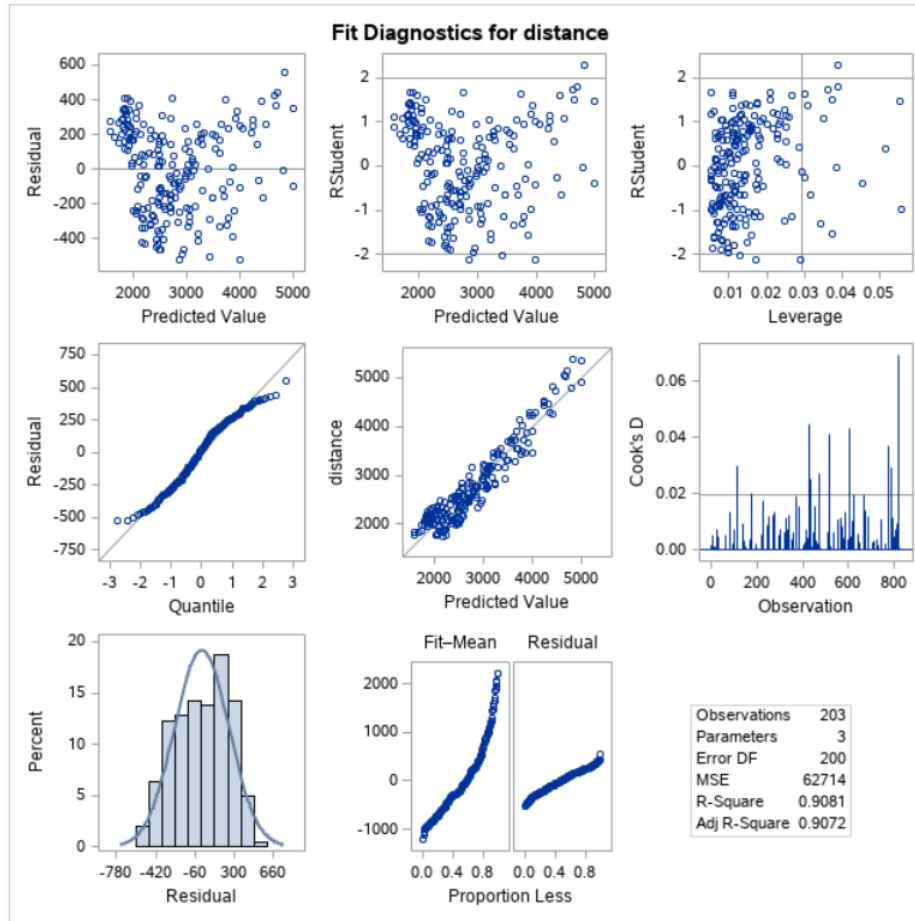 Fit Diagnostics for distance
600
400
200
0
-200
-400
Residual
2000 3000 4000 5000
Predicted Value
2
1
0
-1
-2
RStudent
2000 3000 4000 5000
Predicted Value
2
1
0
-1
-2
RStudent
0.01 0.02 0.03 0.04 0.05
Leverage
750
500
250
0
-250
-500
-750
Residual
-3 -2 -1 0 1 2 3
Quantile
5000
4000
3000
2000
distance
2000 3000 4000 5000
Predicted Value
0.06
0.04
0.02
0.00
Cook's D
0 200 400 600 800
Observation
20
15
10
5
0
Percent
-780 -420 -60 300 660
Residual
Fit–Mean Residual
2000
1000
0
-1000
0.0 0.4 0.8 0.0 0.4 0.8
Proportion Less
Observations 203
Parameters 3
Error DF 200
MSE 62714
R-Square 0.9081
Adj R-Square 0.9072